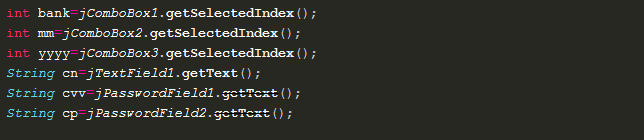 int bank=jComboBox1.getSelectedIndex();
int mm=jComboBox2.getSelectedIndex();
int yyyy=jComboBox3.getSelectedIndex();
String cn=jTextField1.getText();
String cvv=jPasswordField1.getText();
String cp=jPasswordField2.getText();